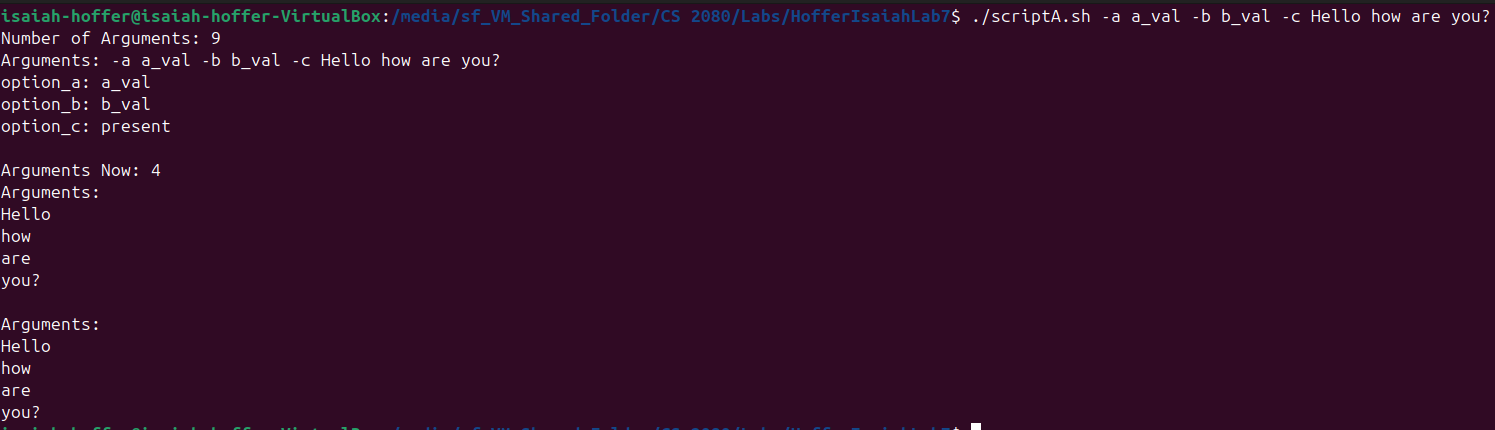 isaiah-hoffer@isaiah-hoffer-VirtualBox:/media/sf_VM_Shared_Folder/CS 2080/Labs/HofferIsaiahLab7$ ./scriptA.sh -a a_val -b b_val -c Hello how are you?
Number of Arguments: 9
Arguments: -a a_val -b b_val -c Hello how are you?
option_a: a_val
option_b: b_val
option_c: present

Arguments Now: 4
Arguments:
Hello
how
are
you?

Arguments:
Hello
how
are
you?